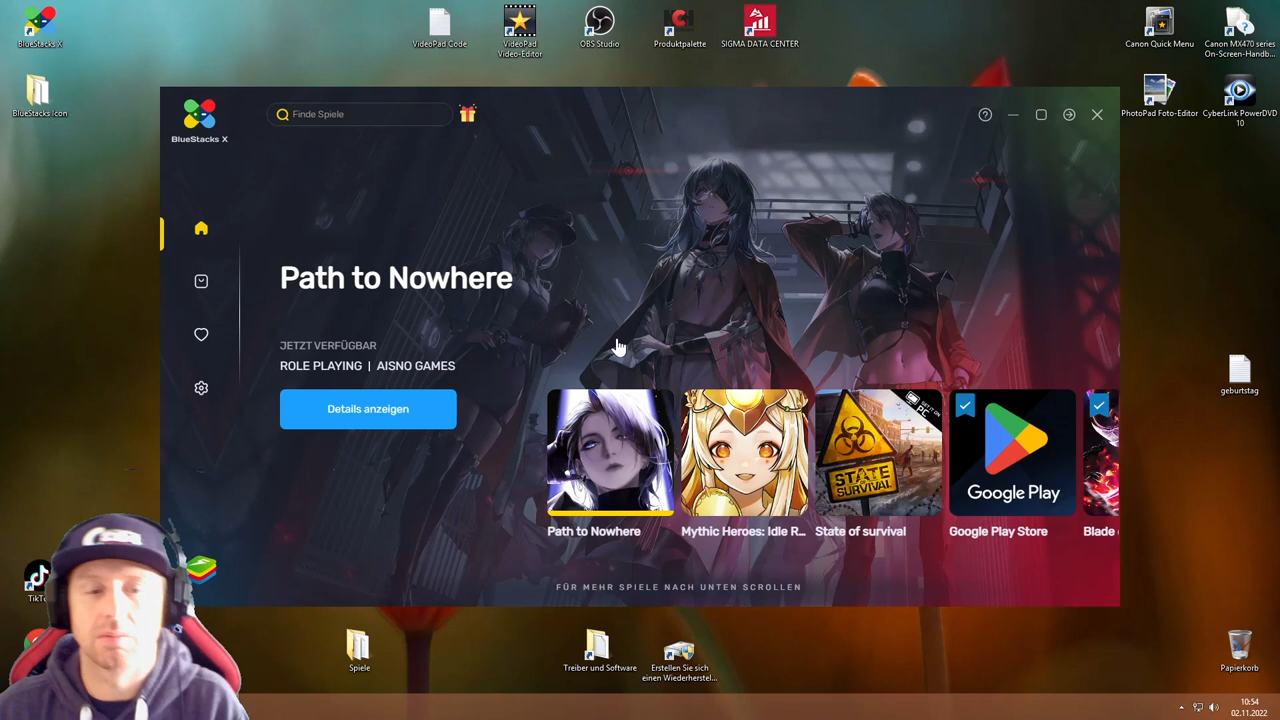 BlueStacks X
VideoPad Code
VideoPad
Video-Editor
OBS Studio
Produktpalette
SIGMA DATA CENTER
Canon Quick Menu
Canon MX470 series
On-Screen-Handb...
BlueStacks Icon
PhotoPad Foto-Editor
CyberLink PowerDVD
10
BlueStacks X
Finde Spiele
Path to Nowhere
JETZT VERFÜGBAR
ROLE PLAYING | AISNO GAMES
Details anzeigen
GET IT ON
PC
STATE
SURVIVAL
Google Play
Path to Nowhere
Mythic Heroes: Idle R...
State of survival
Google Play Store
Blade
FÜR MEHR SPIELE NACH UNTEN SCROLLEN
geburtstag
Spiele
Treiber und Software
Erstellen Sie sich
einen Wiederherstel...
Papierkorb
10:54
02.11.2022